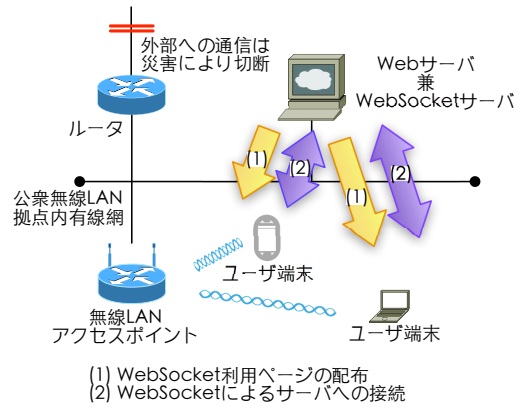 外部への通信は
災害により切断
Webサーバ
兼
WebSocketサーバ
ルータ
(1)
(2)
(1)
(2)
公衆無線LAN
拠点内有線網
ユーザ端末
無線LAN
アクセスポイント
ユーザ端末
(1) WebSocket利用ページの配布
(2) WebSocketによるサーバへの接続